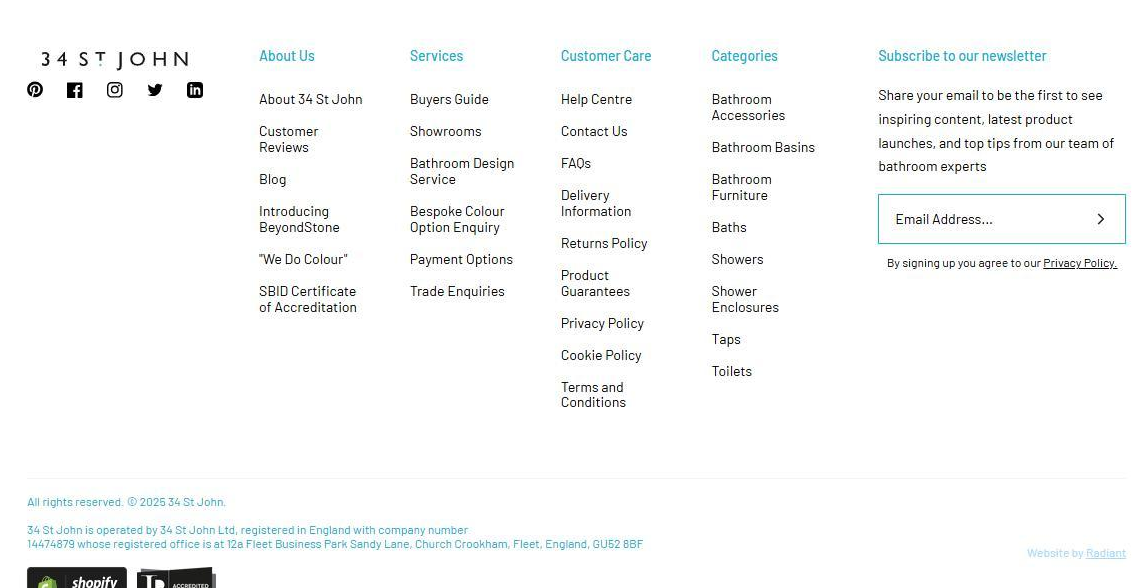 34 ST JOHN
About Us
About 34 St John
Customer
Reviews
Blog
Introducing
BeyondStone
"We Do Colour"
SBID Certificate
of Accreditation
Services
Buyers Guide
Showrooms
Bathroom Design
Service
Bespoke Colour
Option Enquiry
Payment Options
Trade Enquiries
Customer Care
Help Centre
Contact Us
FAQs
Delivery
Information
Returns Policy
Product
Guarantees
Privacy Policy
Cookie Policy
Terms and
Conditions
Categories
Bathroom
Accessories
Bathroom Basins
Bathroom
Furniture
Baths
Showers
Shower
Enclosures
Taps
Toilets
Subscribe to our newsletter
Share your email to be the first to see
inspiring content, latest product
launches, and top tips from our team of
bathroom experts
Email Address...
By signing up you agree to our Privacy Policy.
All rights reserved. © 2025 34 St John.
34 St John is operated by 34 St John Ltd, registered in England with company number
14474879 whose registered office is at 12a Fleet Business Park Sandy Lane, Church Crookham, Fleet, England, GU52 8BF
Website by Radiant
shopify
ACCREDITED